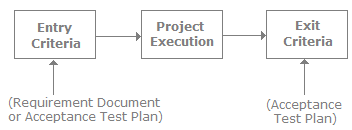 Entry
Criteria
Project
Execution
Exit
Criteria
(Requirement Document
or Acceptance Test Plan)
(Acceptance
Test Plan)